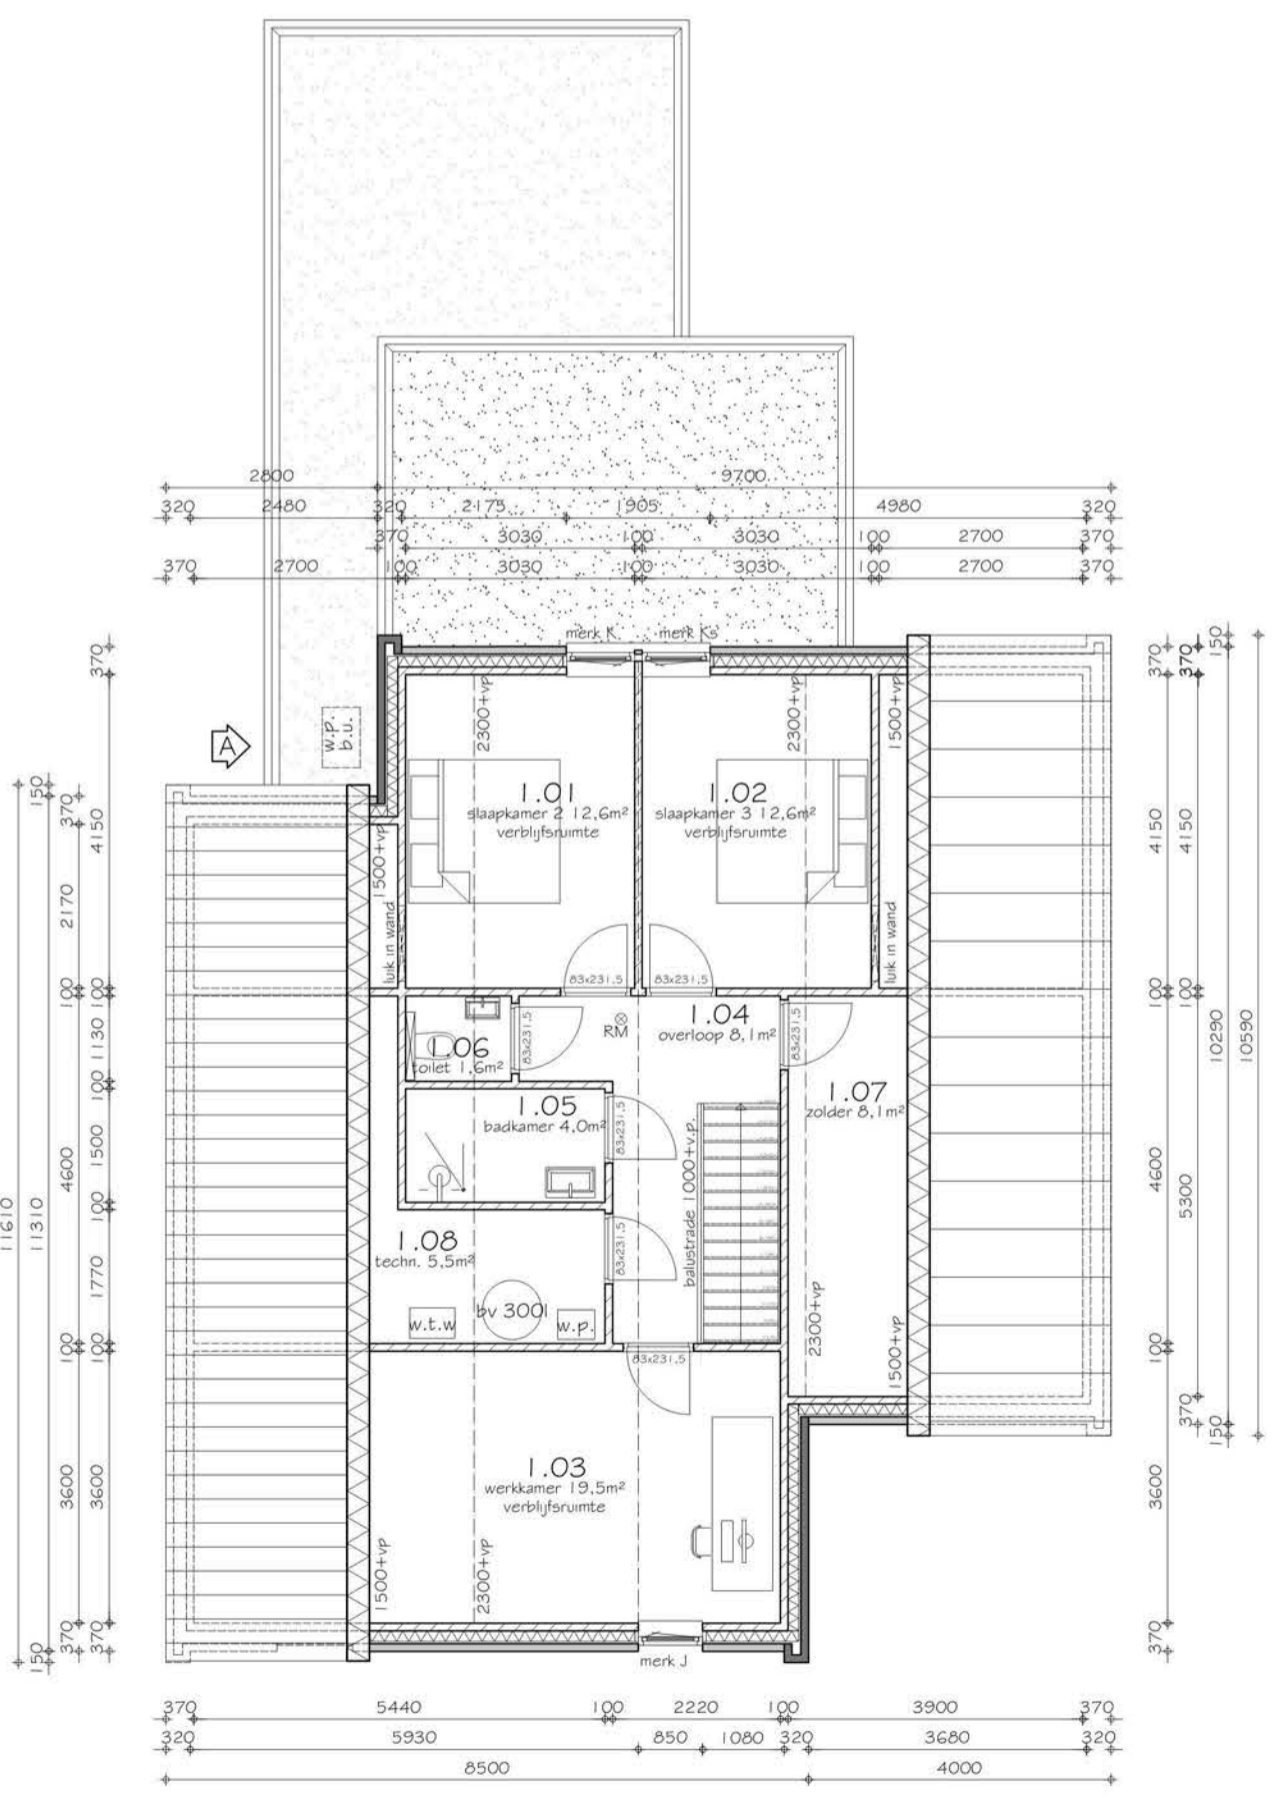 2800 9700
320 2480 320 2175 1905 4980 320
370 3030 100 3030 100 2700 370
370 2700 100 3030 100 3030 100 2700 370
merk K merk Ks
370
370 370 150
2300+vp 2300+vp 1500+vp
w.p.
b.u.
A
150 370
4150
2170
1.01
slaapkamer 2 12,6m²
verblijfsruimte
1.02
slaapkamer 3 12,6m²
verblijfsruimte
1500+vp
luik in wand
luik in wand
4150 4150
83x231,5 83x231,5
100 100
100 100
1130
83x231,5
RM
1.04
overloop 8,1m²
83x231,5
1.06
toilet 1,6m²
10290 10590
100
1.05
badkamer 4,0m²
83x231,5
1.07
zolder 8,1m²
1500
4600
4600
5300
11610 11310
100
balustrade 1000+v.p.
1.08
techn. 5,5m²
83x231,5
1770
w.t.w
bv 300l
w.p.
2300+vp
1500+vp
100 100
100
83x231,5
370 150
1.03
werkkamer 19,5m²
verblijfsruimte
3600 3600
3600
1500+vp
2300+vp
150 370 370
370
merk J
370 5440 100 2220 100 3900 370
320 5930 850 1080 320 3680 320
8500 4000